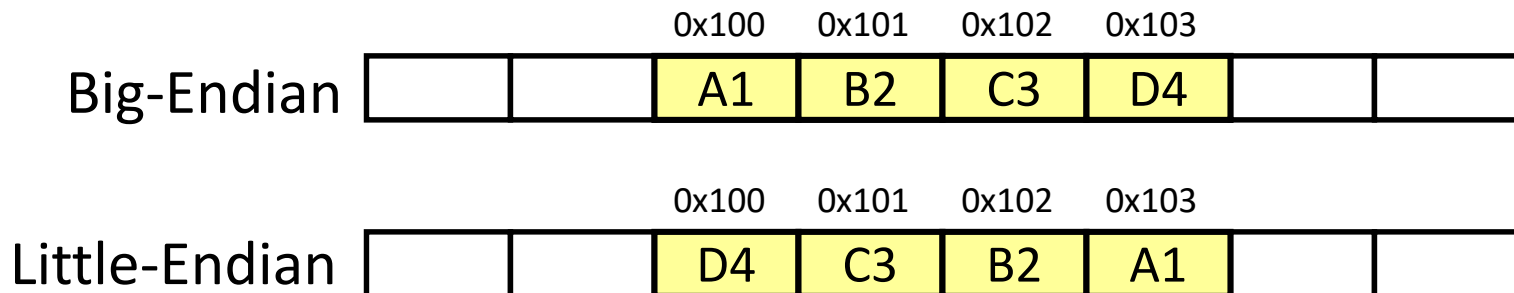 0x100 0x101 0x102 0x103
Big-Endian A1 B2 C3 D4
0x100 0x101 0x102 0x103
Little-Endian D4 C3 B2 A1